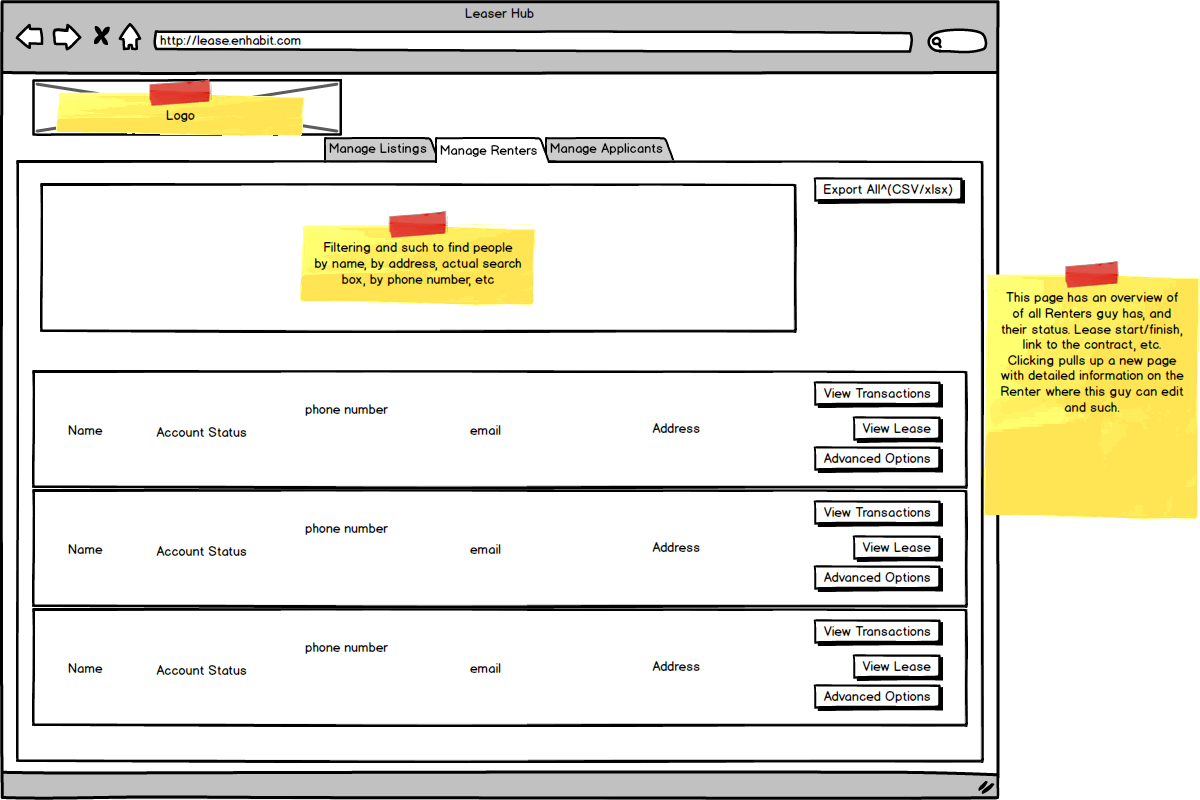 Leaser Hub
http://lease.enhabit.com
Logo
Manage Listings
Manage Renters
Manage Applicants
Export All^(CSV/xlsx)
Filtering and such to find people
by name, by address, actual search
box, by phone number, etc
This page has an overview of
of all Renters guy has, and
their status. Lease start/finish,
link to the contract, etc.
Clicking pulls up a new page
with detailed information on the
Renter where this guy can edit
and such.
Name
Account Status
phone number
email
Address
View Transactions
View Lease
Advanced Options
Name
Account Status
phone number
email
Address
View Transactions
View Lease
Advanced Options
Name
Account Status
phone number
email
Address
View Transactions
View Lease
Advanced Options